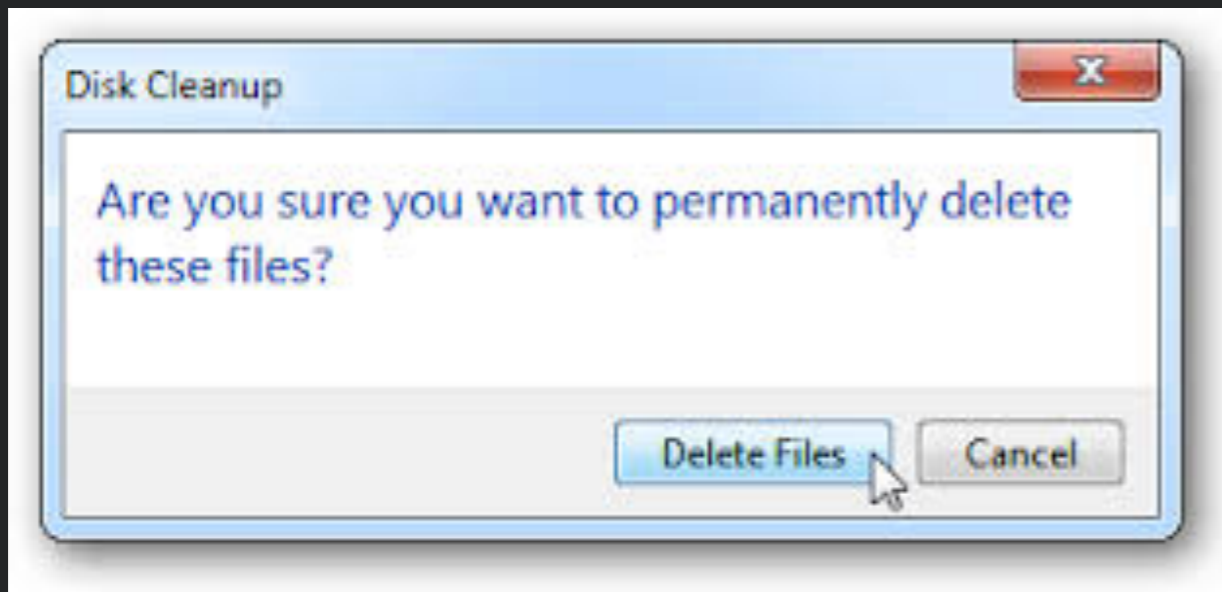 Disk Cleanup
Are you sure you want to permanently delete
these files?
Delete Files
Cancel